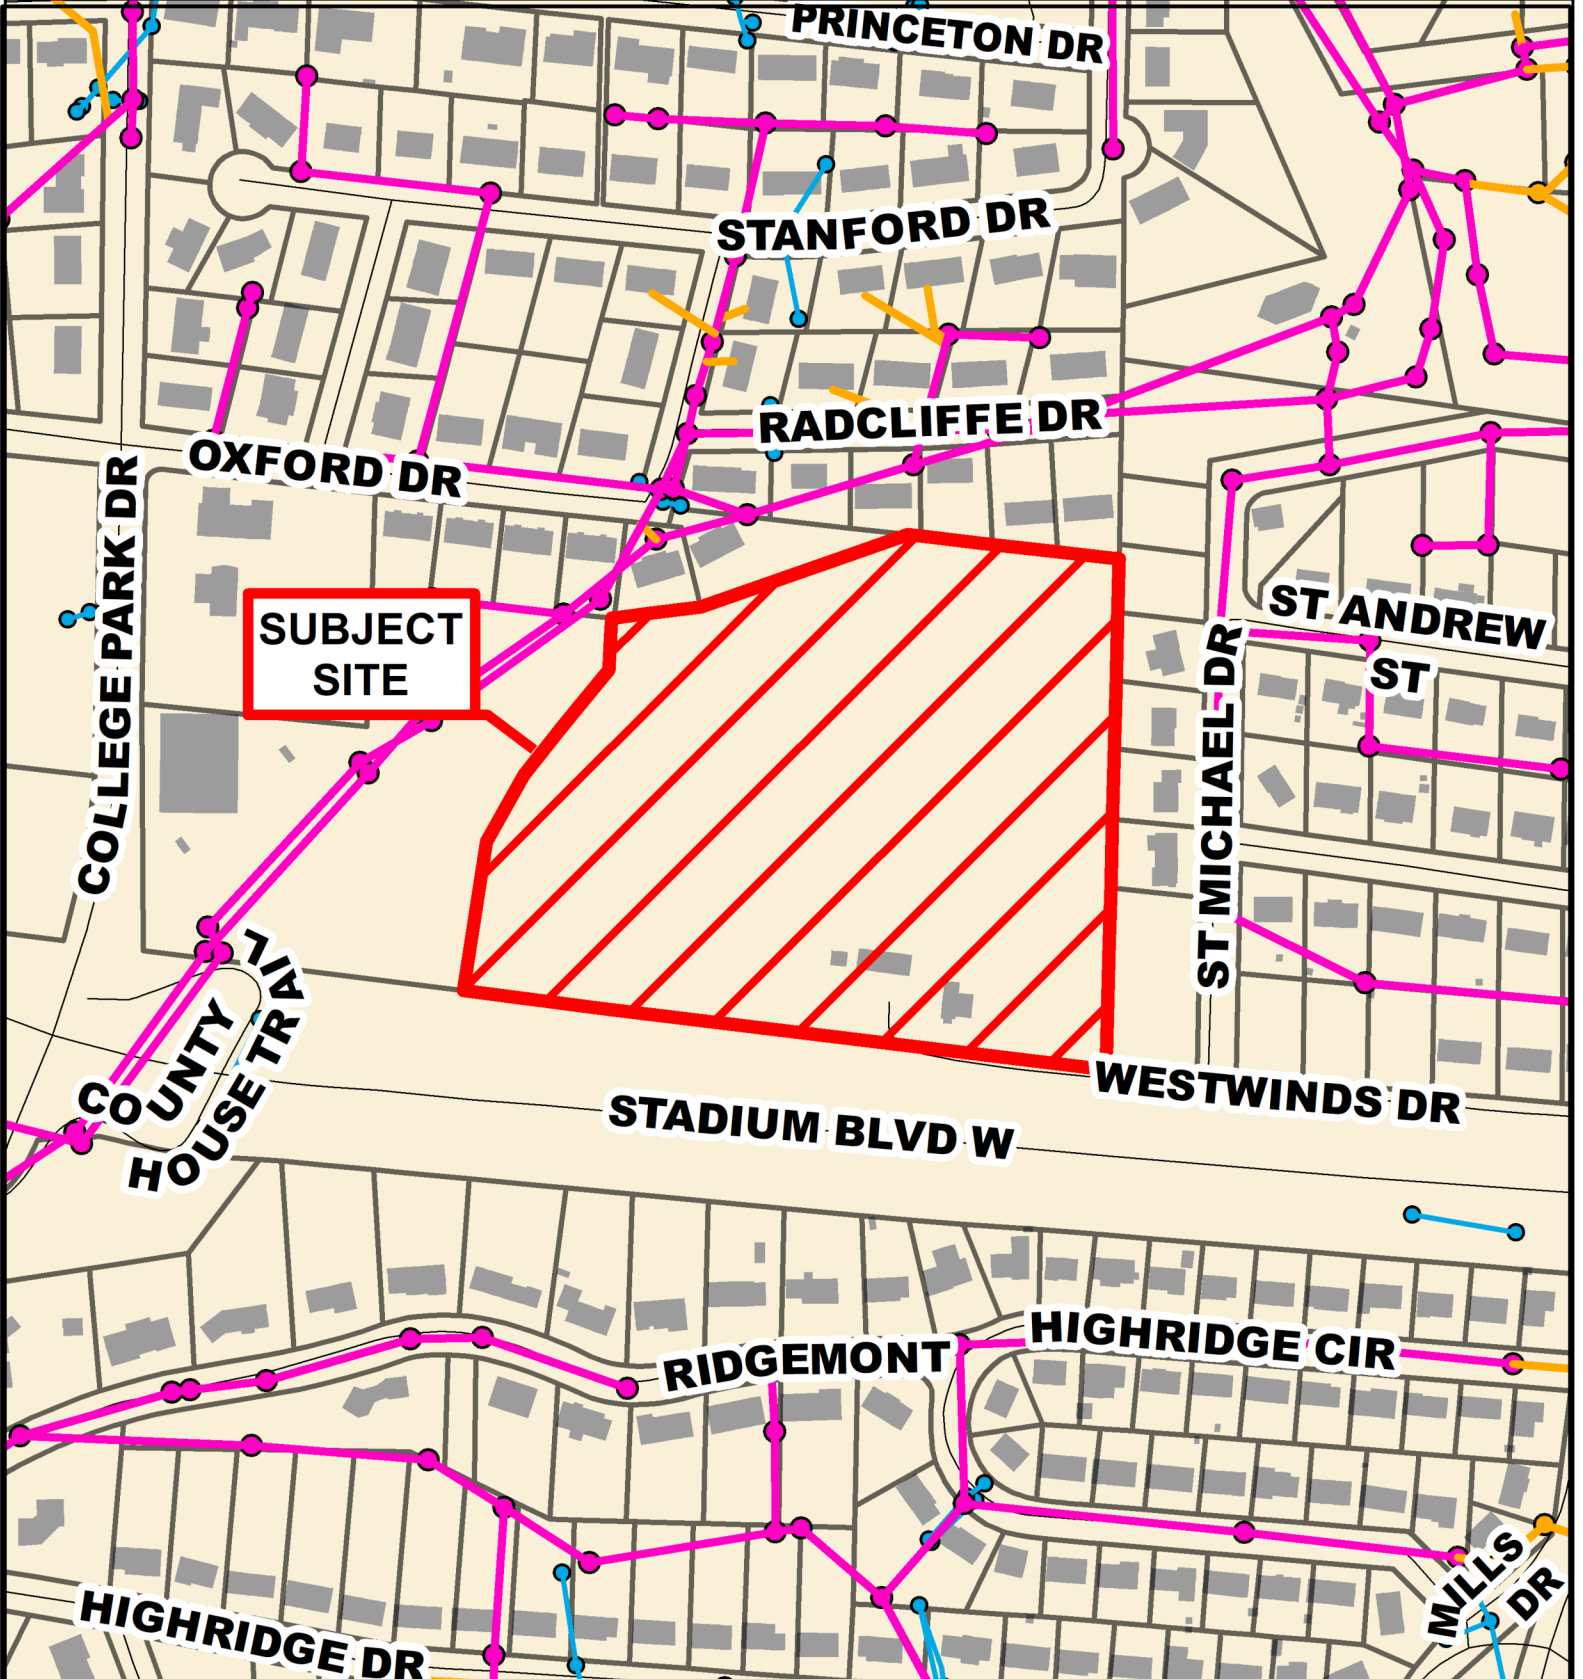 PRINCETON DR
STANFORD DR
RADCLIFFE DR
OXFORD DR
COLLEGE PARK DR
SUBJECT
SITE
ST ANDREW
ST
ST MICHAEL DR
COUNTY
HOUSE TRAIL
WESTWINDS DR
STADIUM BLVD W
HIGHRIDGE CIR
RIDGEMONT
MILLS
DR
HIGHRIDGE DR